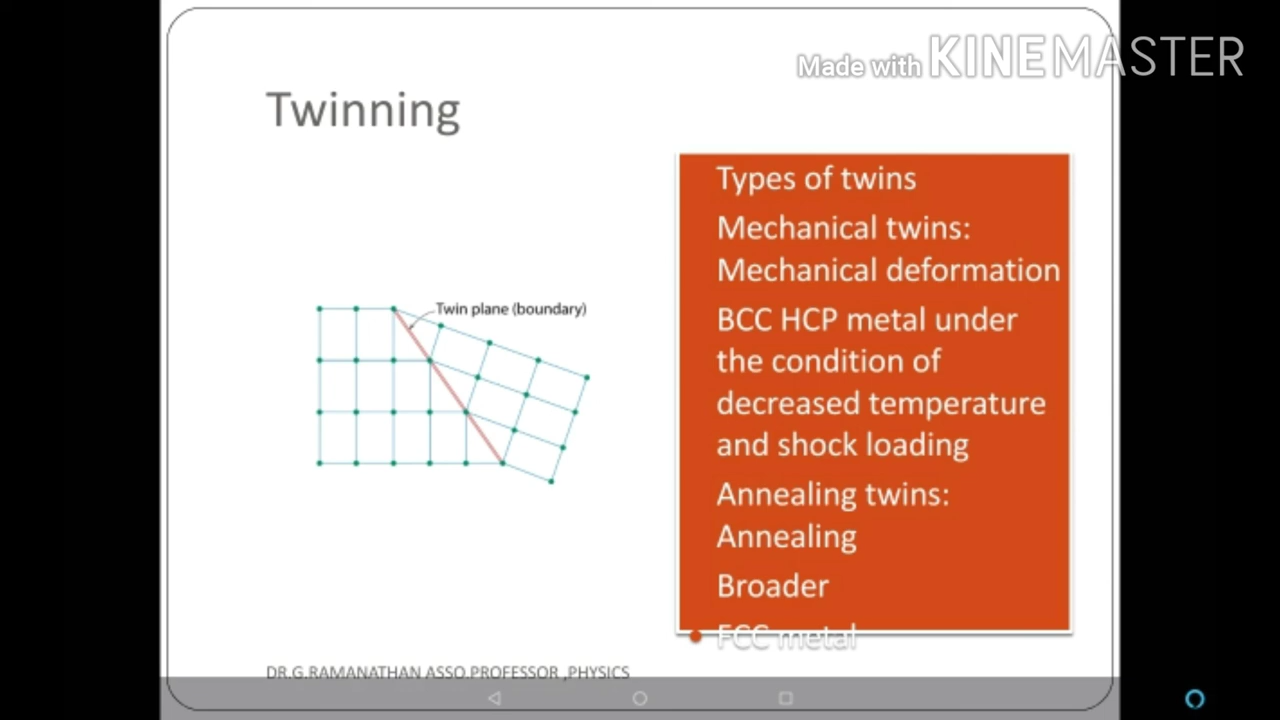 Made with KINEMASTER
Twinning
Twin plane (boundary)
Types of twins
Mechanical twins:
Mechanical deformation
BCC HCP metal under
the condition of
decreased temperature
and shock loading
Annealing twins:
Annealing
Broader
FCC metal
DR.G.RAMANATHAN ASSO.PROFESSOR ,PHYSICS